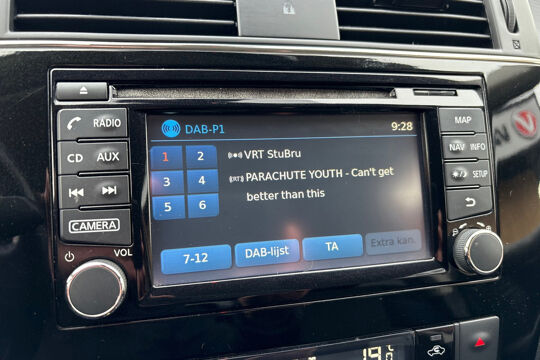 RADIO
CD AUX
CAMERA
VOL
DAB-P1
9:28
1 2
3 4
5 6
VRT StuBru
PARACHUTE YOUTH - Can't get
better than this
7-12
DAB-lijst
TA
Extra kan.
MAP
NAV INFO
SETUP
19 °C